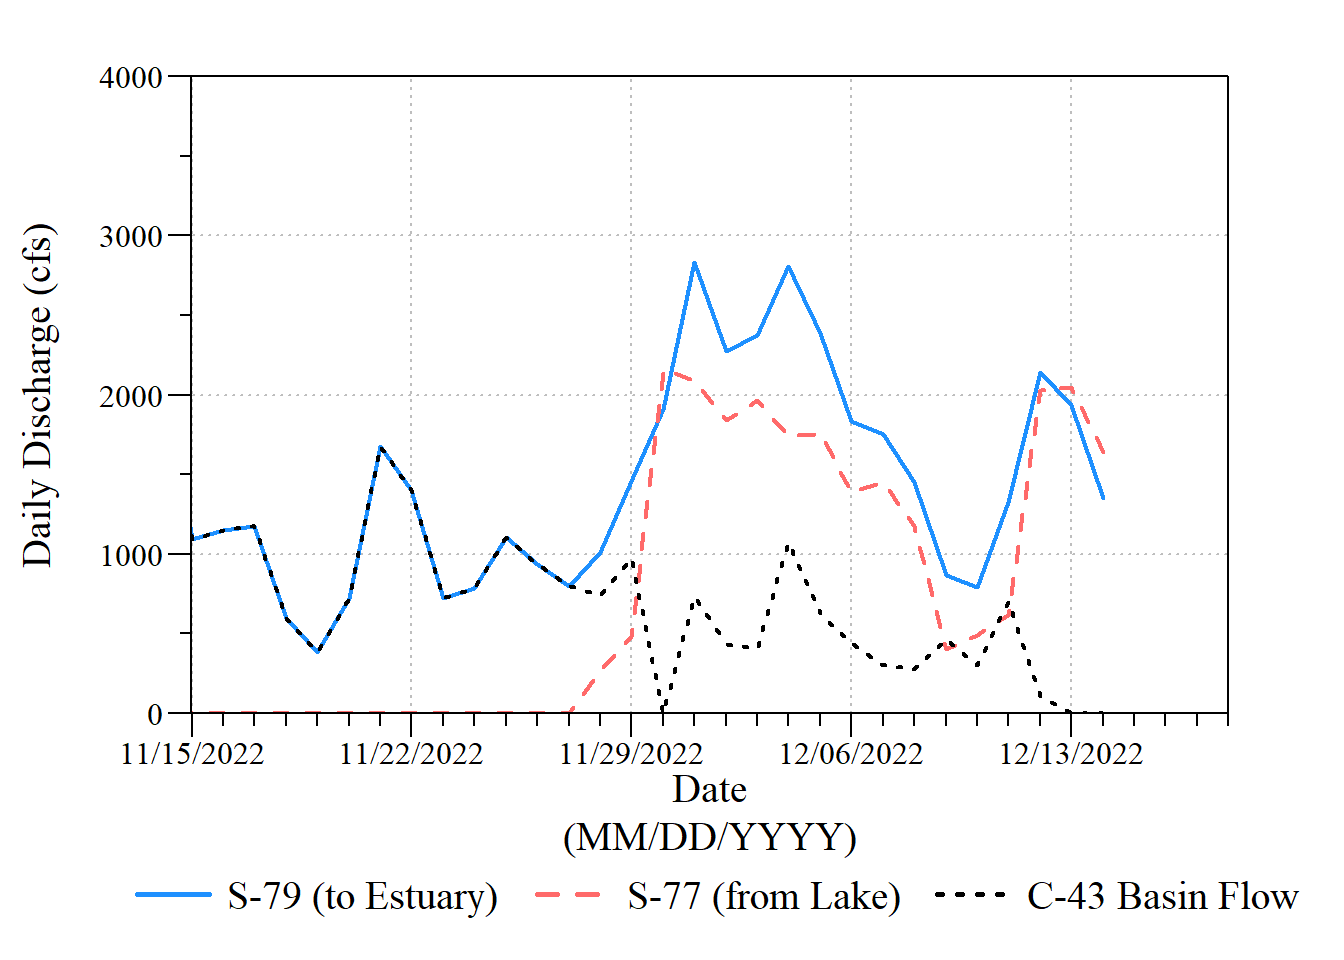 4000
3000
2000
1000
0
Daily Discharge (cfs)
11/15/2022 11/22/2022 11/29/2022 12/06/2022 12/13/2022
Date
(MM/DD/YYYY)
S-79 (to Estuary) S-77 (from Lake) C-43 Basin Flow